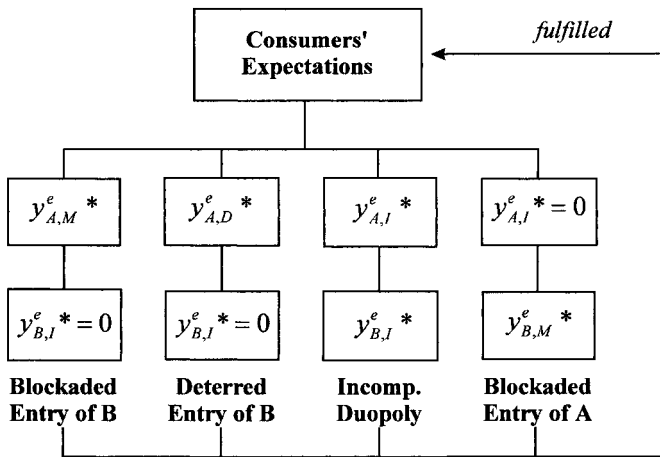 Consumers'
Expectations
fulfilled
y^e_{A,M} *
y^e_{A,D} *
y^e_{A,I} *
y^e_{A,I} * = 0
y^e_{B,I} * = 0
y^e_{B,I} * = 0
y^e_{B,I} *
y^e_{B,M} *
Blockaded
Entry of B
Deterred
Entry of B
Incomp.
Duopoly
Blockaded
Entry of A